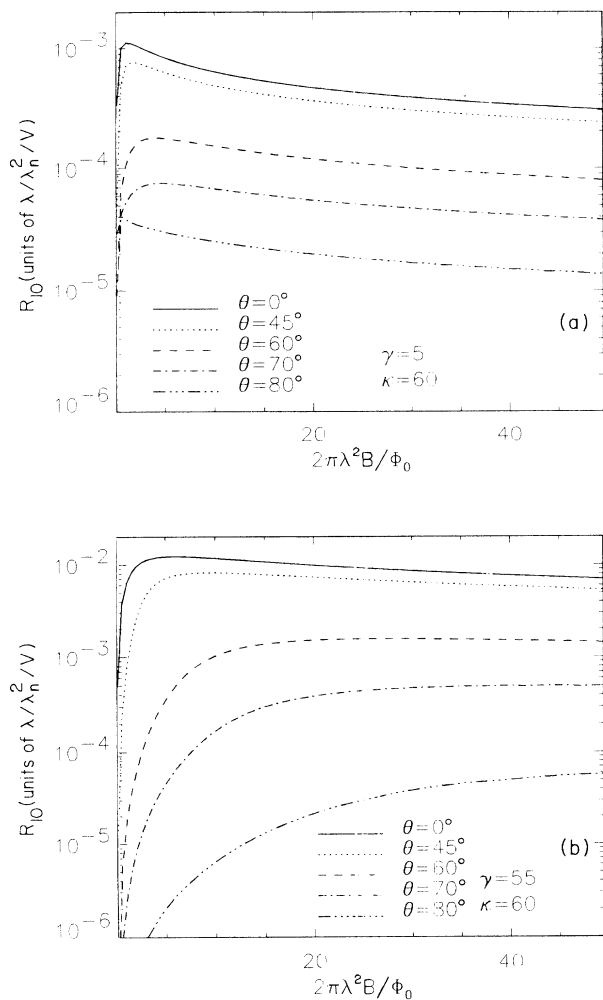 10⁻³
10⁻⁴
10⁻⁵
10⁻⁶
R₁₀(units of λ/λₙ²/V)
θ=0°
θ=45°
θ=60°
θ=70°
θ=80°
γ=5
κ=60
(a)
20
40
2πλ²B/Φ₀
10⁻²
10⁻³
10⁻⁴
10⁻⁵
10⁻⁶
R₁₀(units of λ/λₙ²/V)
θ=0°
θ=45°
θ=60°
θ=70°
θ=80°
γ=55
κ=60
(b)
20
40
2πλ²B/Φ₀